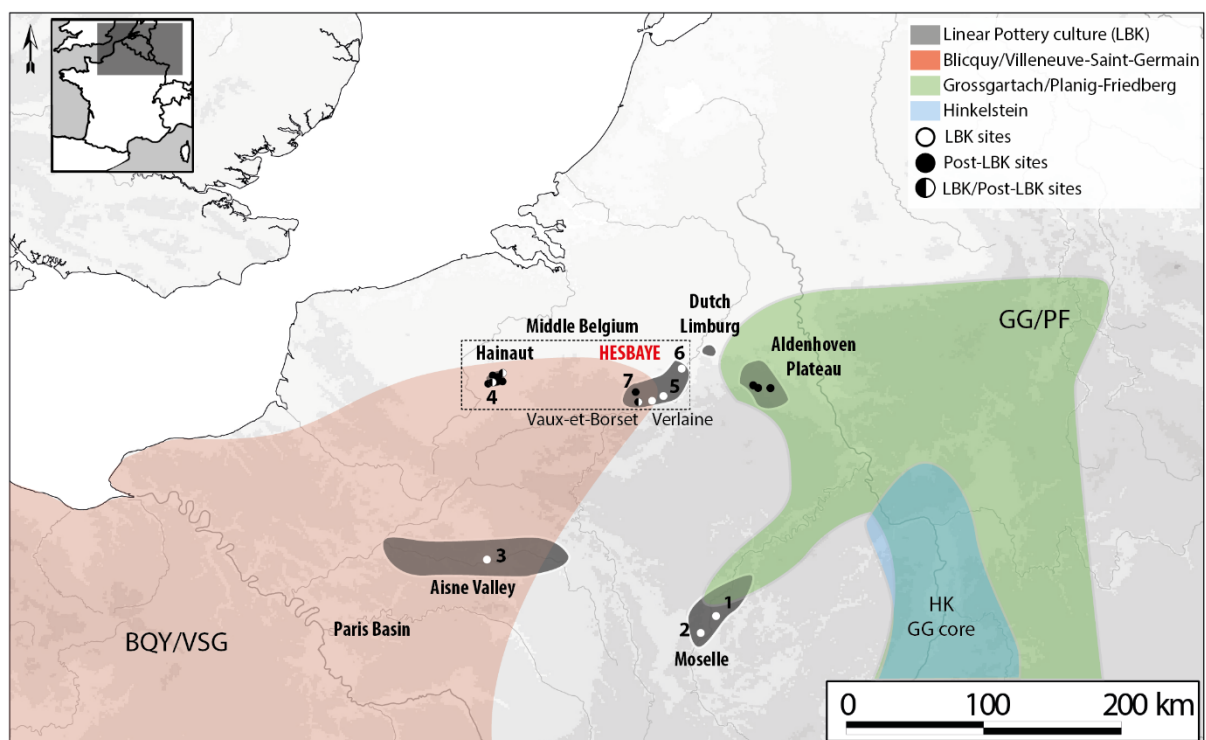 Linear Pottery culture (LBK)
Blicquy/Villeneuve-Saint-Germain
Grossgartach/Planig-Friedberg
Hinkelstein
LBK sites
Post-LBK sites
LBK/Post-LBK sites
GG/PF
Dutch
Limburg
Middle Belgium
Hainaut
HESBAYE
6
Aldenhoven
Plateau
7
5
4
Vaux-et-Borset
Verlaine
3
Aisne Valley
1
2
Moselle
HK
GG core
Paris Basin
BQY/VSG
0 100 200 km